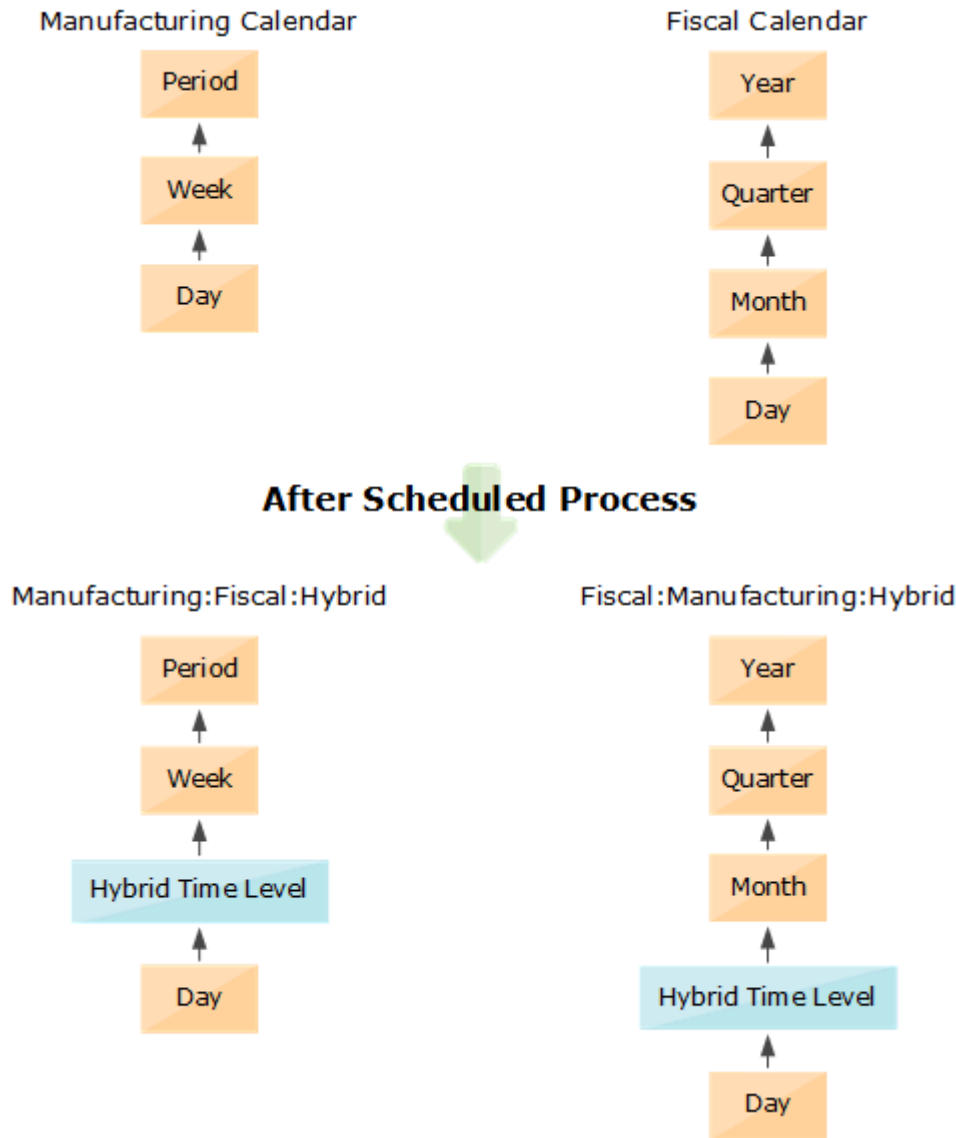 Manufacturing Calendar
Period
Week
Day
Fiscal Calendar
Year
Quarter
Month
Day
After Scheduled Process
Manufacturing:Fiscal:Hybrid
Period
Week
Hybrid Time Level
Day
Fiscal:Manufacturing:Hybrid
Year
Quarter
Month
Hybrid Time Level
Day